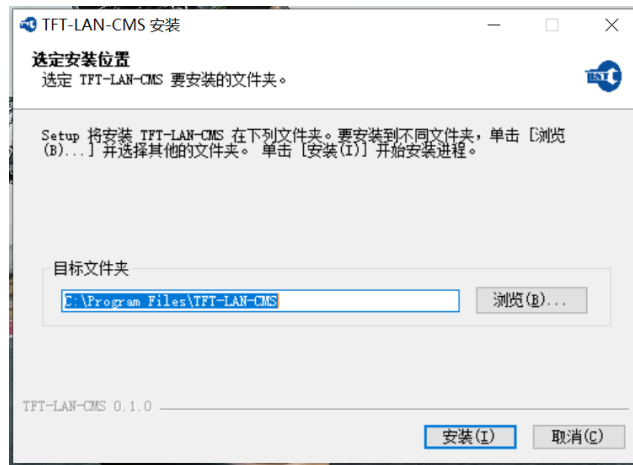 TFT-LAN-CMS 安装
选定安装位置
选定 TFT-LAN-CMS 要安装的文件夹。
Setup 将安装 TFT-LAN-CMS 在下列文件夹。要安装到不同文件夹，单击 [浏览
(B)...] 并选择其他的文件夹。 单击 [安装(I)] 开始安装进程。
目标文件夹
C:\Program Files\TFT-LAN-CMS
浏览(B)...
TFT-LAN-CMS 0.1.0
安装(I)
取消(C)